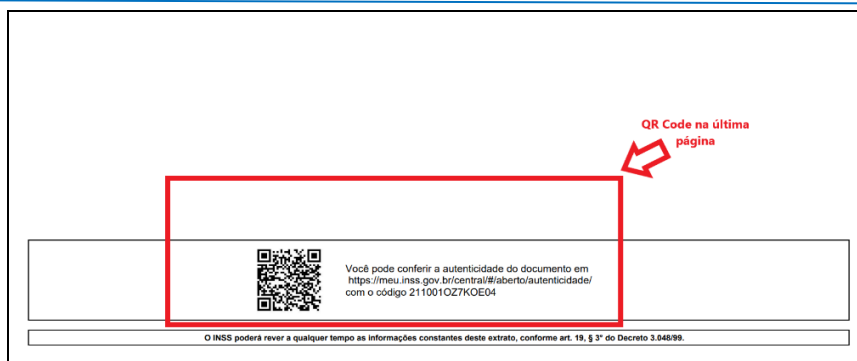 QR Code na última
página
Você pode conferir a autenticidade do documento em
https://meu.inss.gov.br/central/#/aberto/autenticidade/
com o código 211001OZ7KOE04
O INSS poderá rever a qualquer tempo as informações constantes deste extrato, conforme art. 19, § 3° do Decreto 3.048/99.